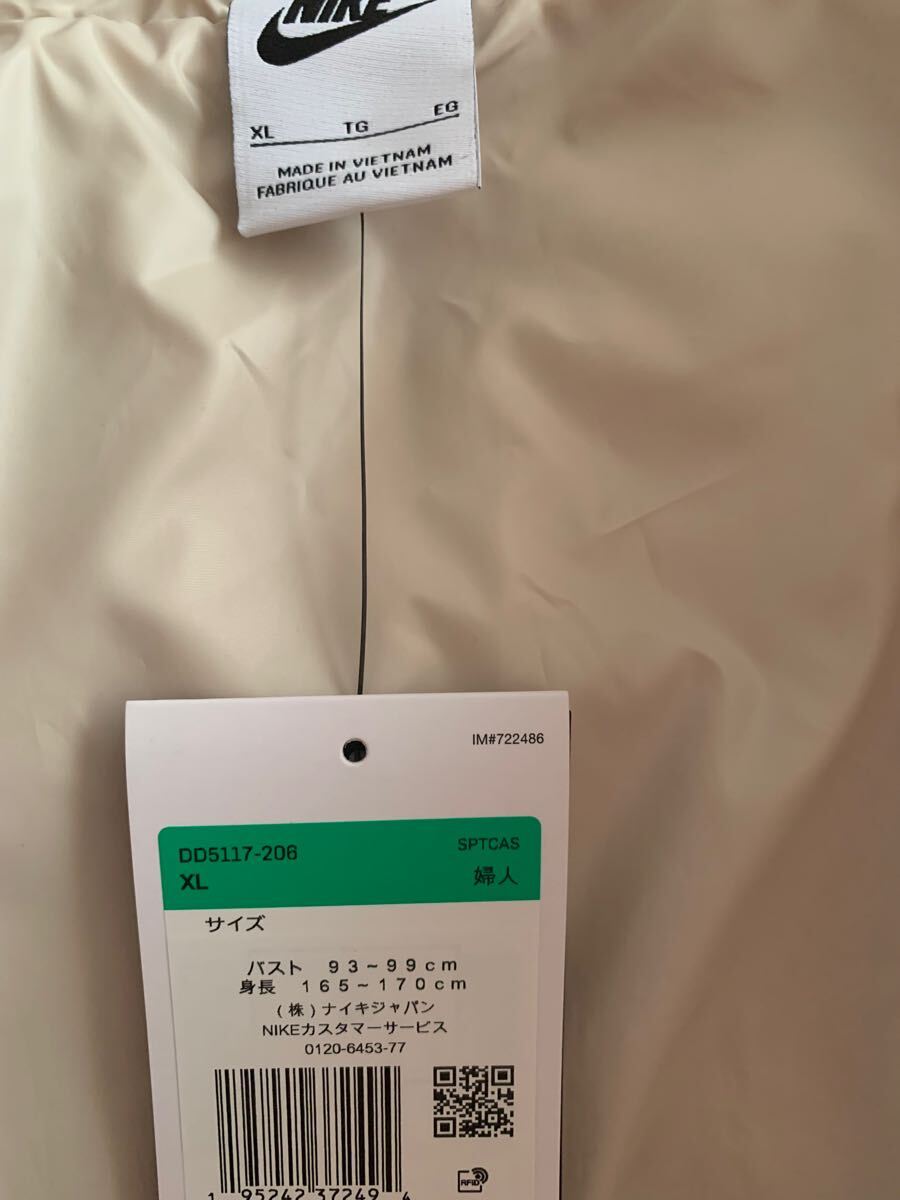 NIKE
XL TG EG
MADE IN VIETNAM
FABRIQUE AU VIETNAM
IM#722486
DD5117-206 SPTCAS
XL 婦人
サイズ
バスト 93~99cm
身長 165~170cm
(株)ナイキジャパン
NIKEカスタマーサービス
0120-6453-77
RFID
1 95242 37249 4